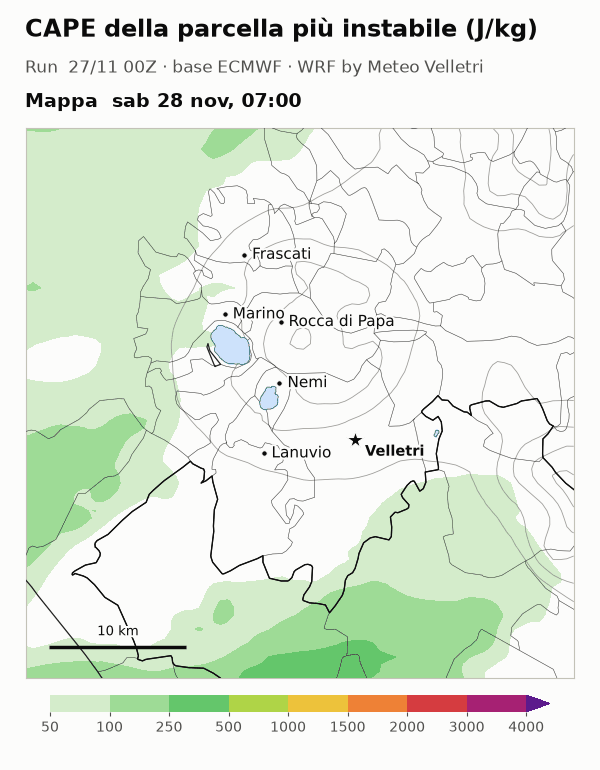 CAPE della parcella più instabile (J/kg)
Run  27/11 00Z · base ECMWF · WRF by Meteo Velletri
Mappa  sab 28 nov, 07:00
Frascati
Marino
Rocca di Papa
Nemi
Velletri
Lanuvio
10 km
50 100 250 500 1000 1500 2000 3000 4000